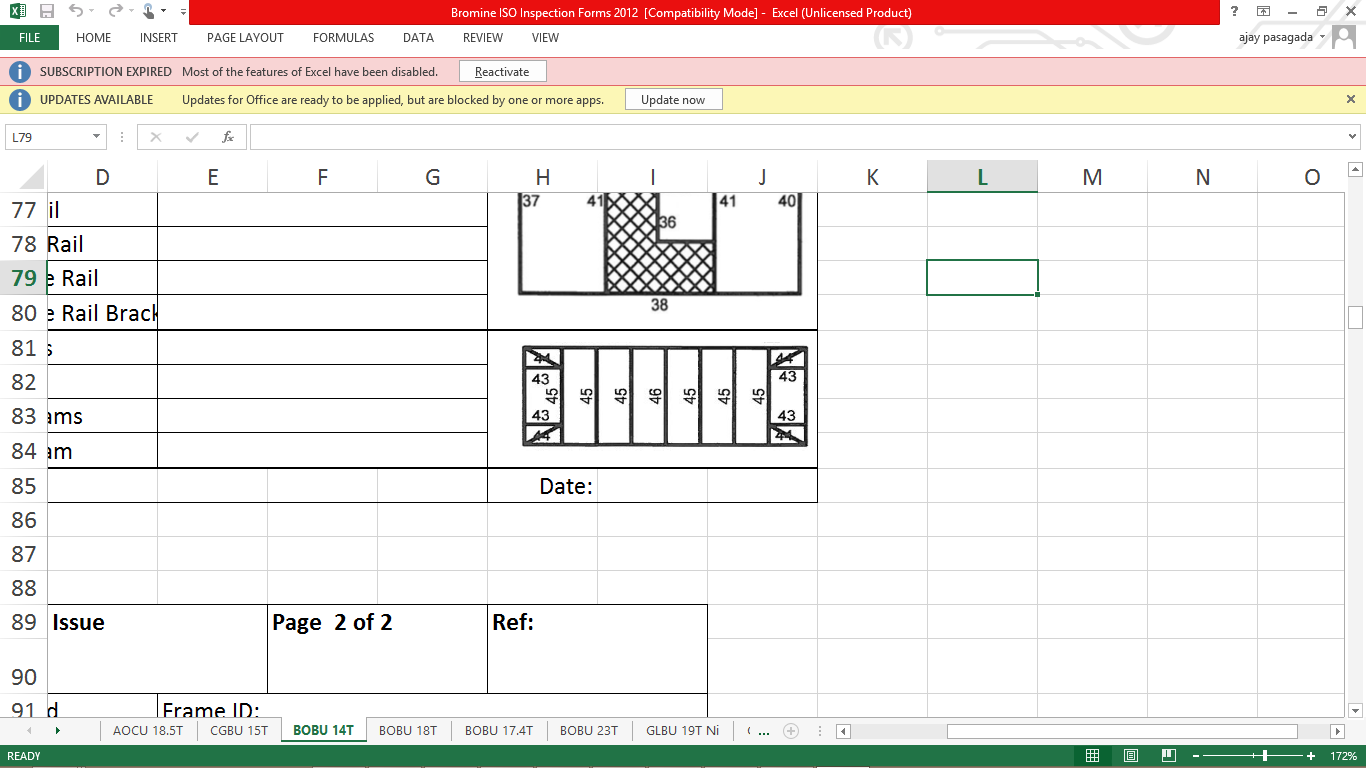 Bromine ISO Inspection Forms 2012 [Compatibility Mode] - Excel (Unlicensed Product)
FILE HOME INSERT PAGE LAYOUT FORMULAS DATA REVIEW VIEW ajay pasagada
SUBSCRIPTION EXPIRED Most of the features of Excel have been disabled. Reactivate
UPDATES AVAILABLE Updates for Office are ready to be applied, but are blocked by one or more apps. Update now
L79 fx
D E F G H I J K L M N O
77 il 37 41 41 40
78 Rail 36
79 e Rail
80 e Rail Brack 38
81 s 44 44
82 43 45 45 45 46 45 45 45 43
83 ams 43 43
84 am 44 44
85 Date:
86
87
88
89 Issue Page 2 of 2 Ref:
90
91 d Frame ID:
AOCU 18.5T CGBU 15T BOBU 14T BOBU 18T BOBU 17.4T BOBU 23T GLBU 19T Ni ...
READY 172%